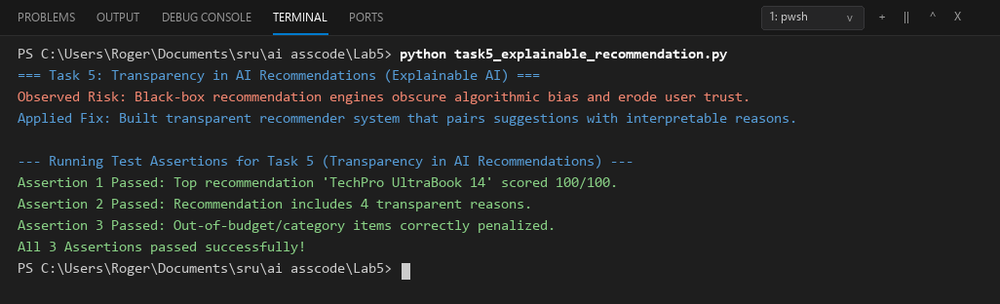 PROBLEMS OUTPUT DEBUG CONSOLE TERMINAL PORTS 1: pwsh v + || ^ X
PS C:\Users\Roger\Documents\sru\ai asscode\Lab5> python task5_explainable_recommendation.py
=== Task 5: Transparency in AI Recommendations (Explainable AI) ===
Observed Risk: Black-box recommendation engines obscure algorithmic bias and erode user trust.
Applied Fix: Built transparent recommender system that pairs suggestions with interpretable reasons.
--- Running Test Assertions for Task 5 (Transparency in AI Recommendations) ---
Assertion 1 Passed: Top recommendation 'TechPro UltraBook 14' scored 100/100.
Assertion 2 Passed: Recommendation includes 4 transparent reasons.
Assertion 3 Passed: Out-of-budget/category items correctly penalized.
All 3 Assertions passed successfully!
PS C:\Users\Roger\Documents\sru\ai asscode\Lab5>